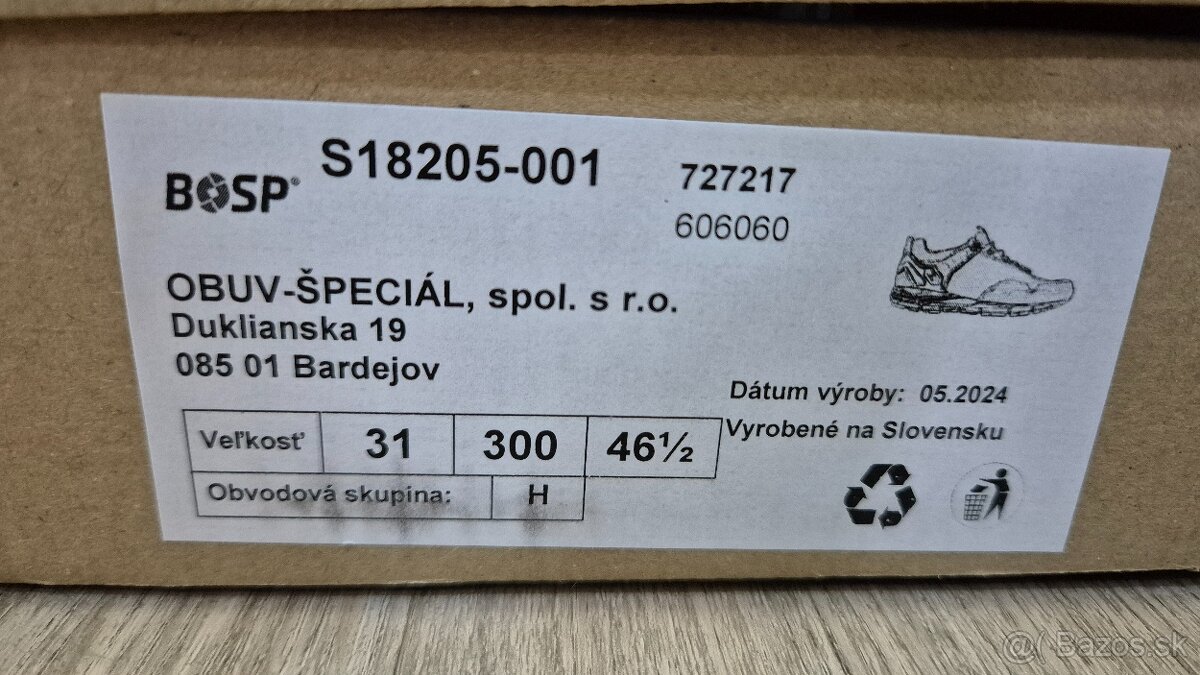 BOSP®
S18205-001
727217
606060
OBUV-ŠPECIÁL, spol. s r.o.
Duklianska 19
085 01 Bardejov
Dátum výroby: 05.2024
Vyrobené na Slovensku
Veľkosť 31 300 46½
Obvodová skupina: H
@( Bazos.sk